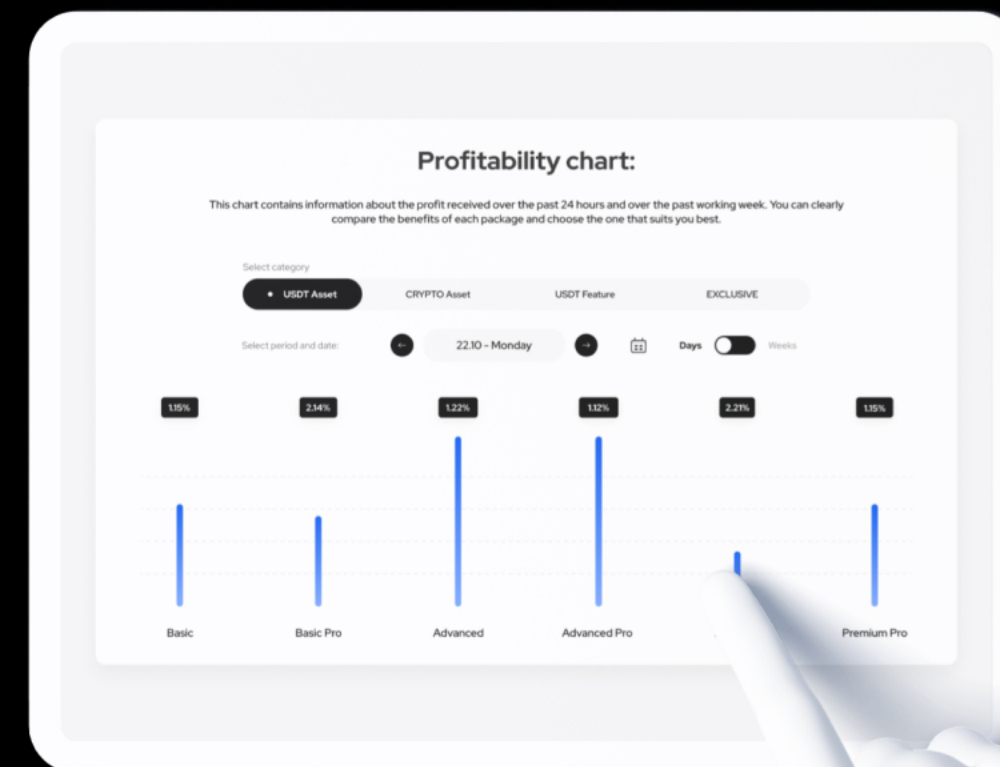 Profitability chart:
This chart contains information about the profit received over the past 24 hours and over the past working week. You can clearly
compare the benefits of each package and choose the one that suits you best.
Select category
USDT Asset CRYPTO Asset USDT Feature EXCLUSIVE
Select period and date: 22.10 - Monday Days Weeks
1.15% 2.14% 1.22% 1.12% 2.21% 1.15%
Basic Basic Pro Advanced Advanced Pro Premium Pro